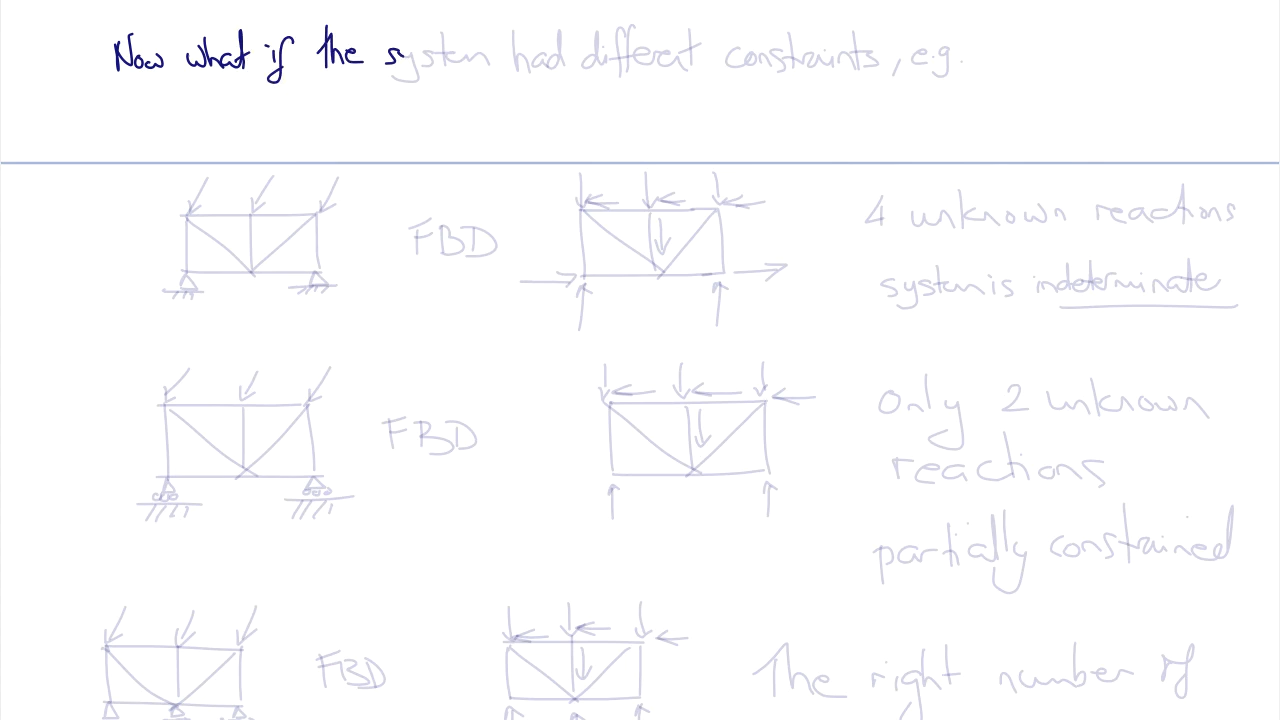 Now what if the system had different constraints, e.g.
FBD
4 unknown reactions
system is indeterminate
FBD
Only 2 unknown
reactions
partially constrained
FBD
The right number of